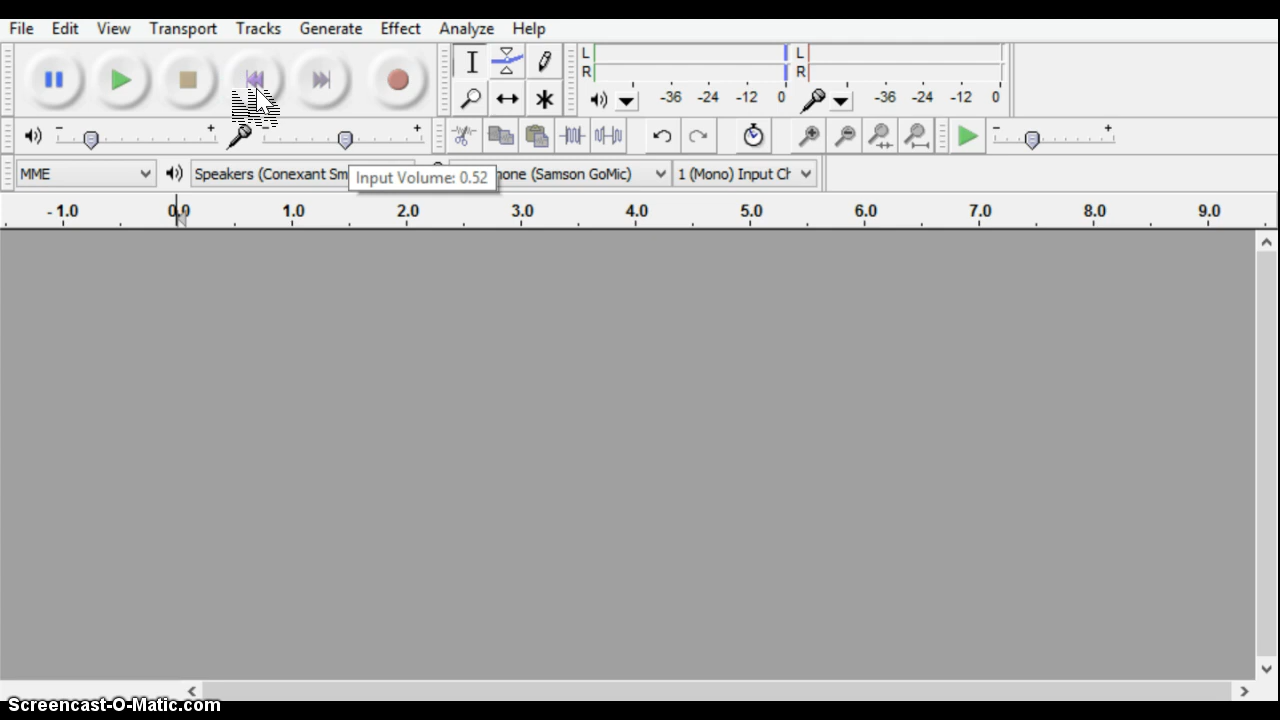 File Edit View Transport Tracks Generate Effect Analyze Help
L L
R R
-36 -24 -12 0 -36 -24 -12 0
- + - + - +
MME Speakers (Conexant Sm (Samson GoMic) 1 (Mono) Input Ch
Input Volume: 0.52
- 1.0 0.0 1.0 2.0 3.0 4.0 5.0 6.0 7.0 8.0 9.0
Screencast-O-Matic.com